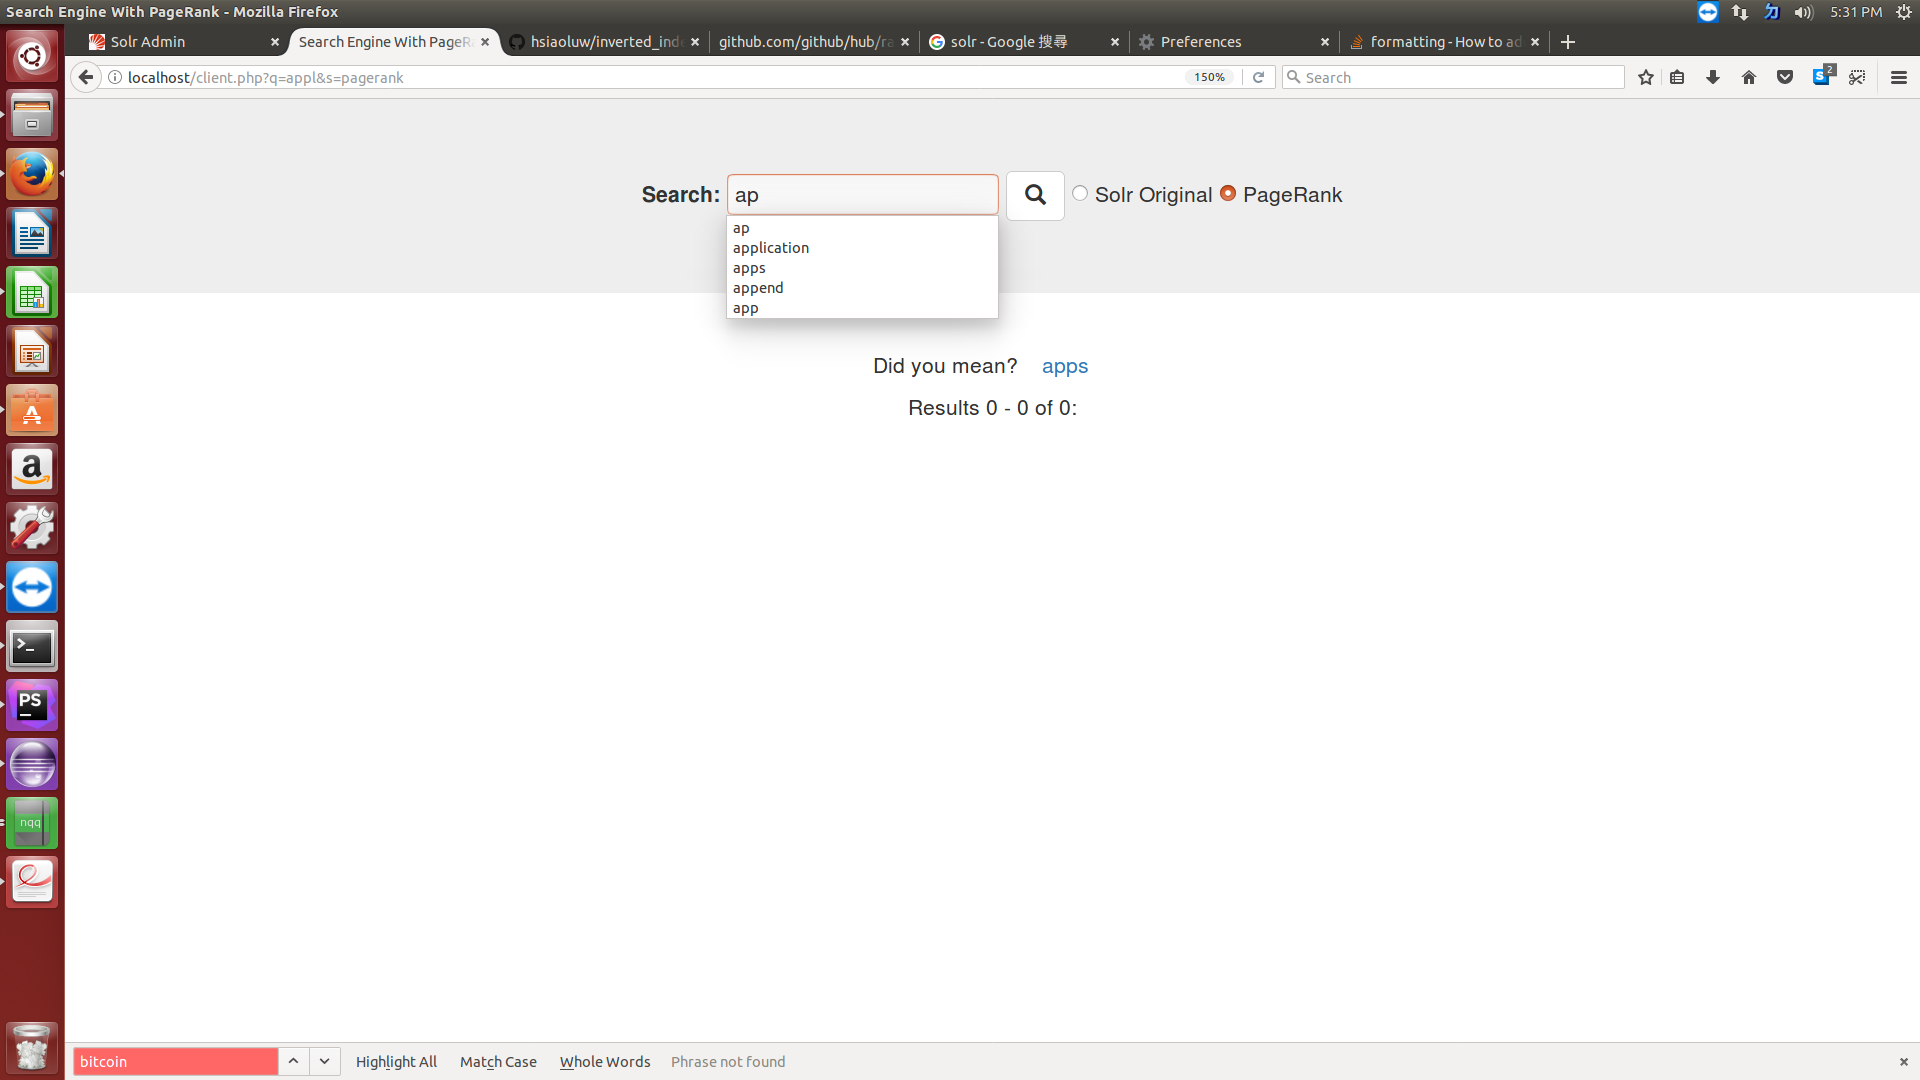 Search Engine With PageRank - Mozilla Firefox
5:31 PM
Solr Admin
Search Engine With PageR
hsiaoluw/inverted_inde
github.com/github/hub/ra
solr - Google 搜尋
Preferences
formatting - How to ad
localhost/client.php?q=appl&s=pagerank
150%
Search
2
Search: ap
Solr Original
PageRank
ap
application
apps
append
app
Did you mean? apps
Results 0 - 0 of 0:
PS
nqq
bitcoin
Highlight All
Match Case
Whole Words
Phrase not found